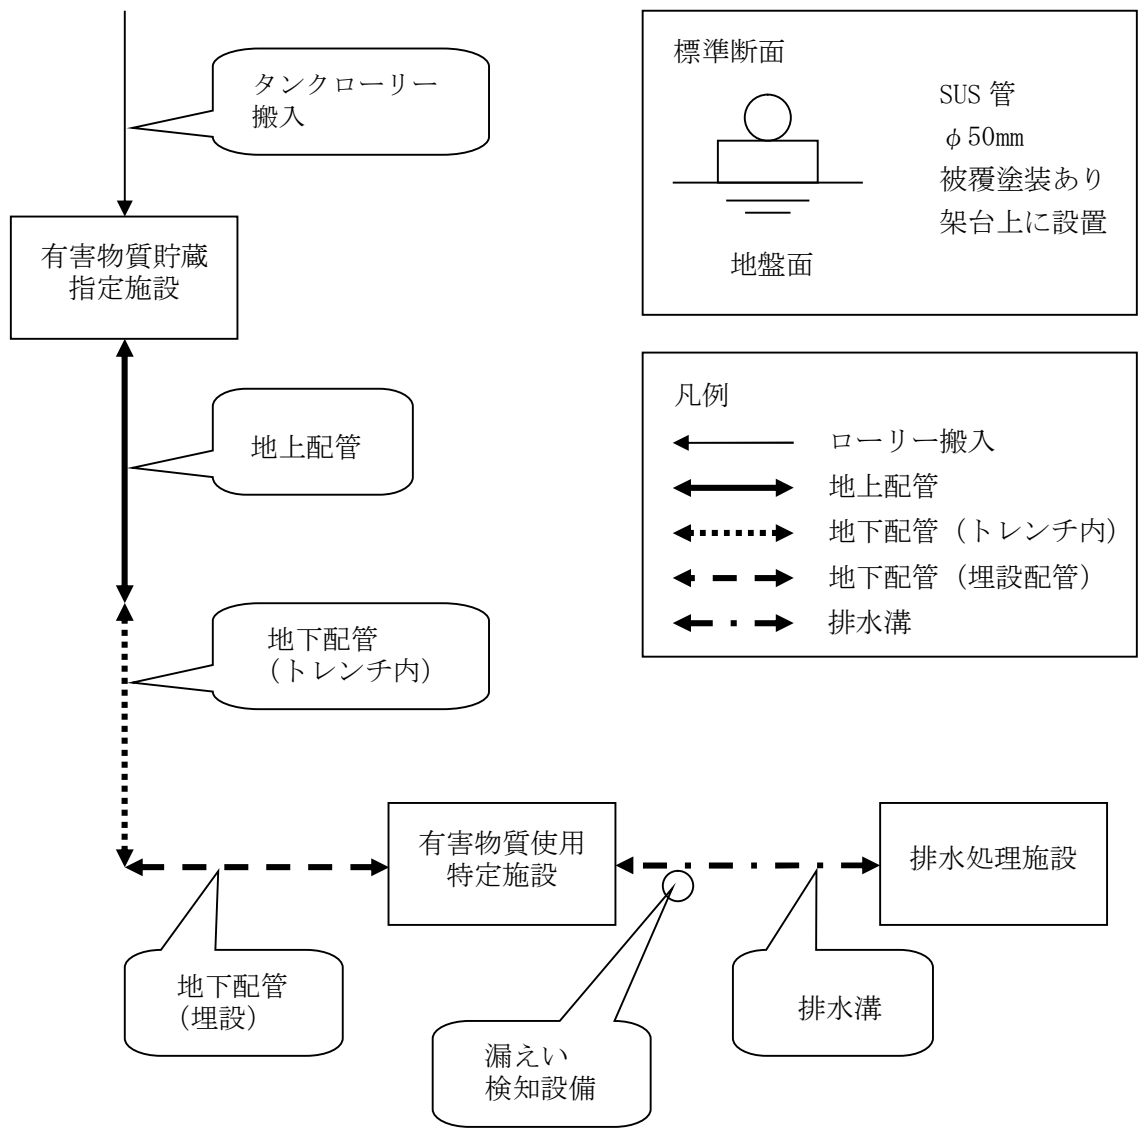 タンクローリー
搬入
有害物質貯蔵
指定施設
地上配管
地下配管
（トレンチ内）
標準断面
SUS 管
φ50mm
被覆塗装あり
架台上に設置
地盤面
凡例
ローリー搬入
地上配管
地下配管（トレンチ内）
地下配管（埋設配管）
排水溝
有害物質使用
特定施設
排水処理施設
地下配管
（埋設）
漏えい
検知設備
排水溝